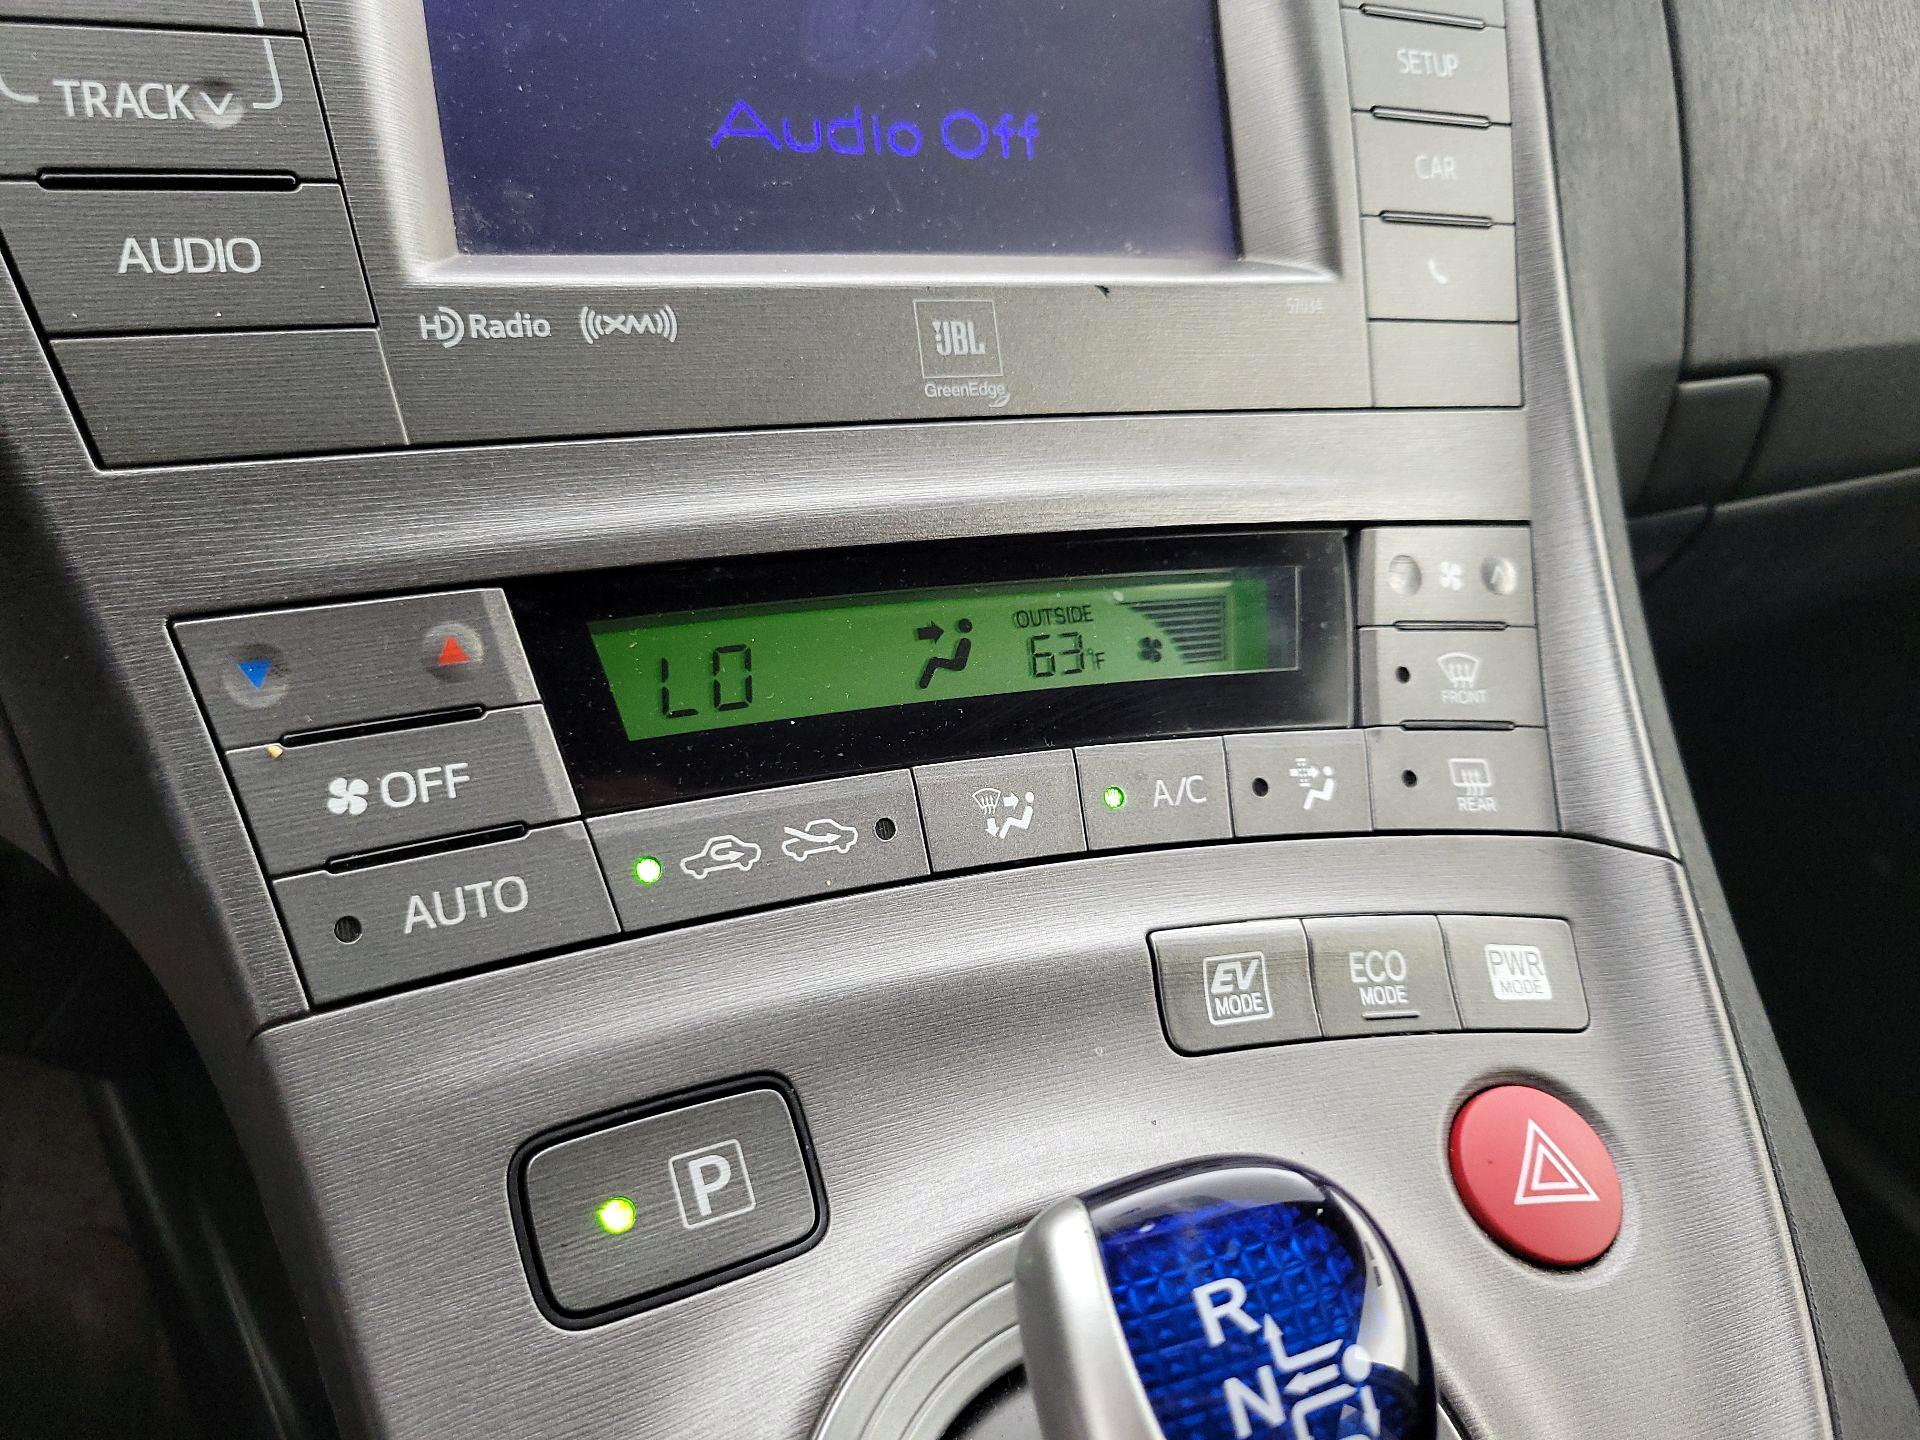 TRACK
AUDIO
Audio Off
SETUP
CAR
HD Radio
((XM))
JBL
GreenEdge
57034
LO
OUTSIDE
63°F
OFF
AUTO
A/C
FRONT
REAR
EV
MODE
ECO
MODE
PWR
MODE
P
R
N